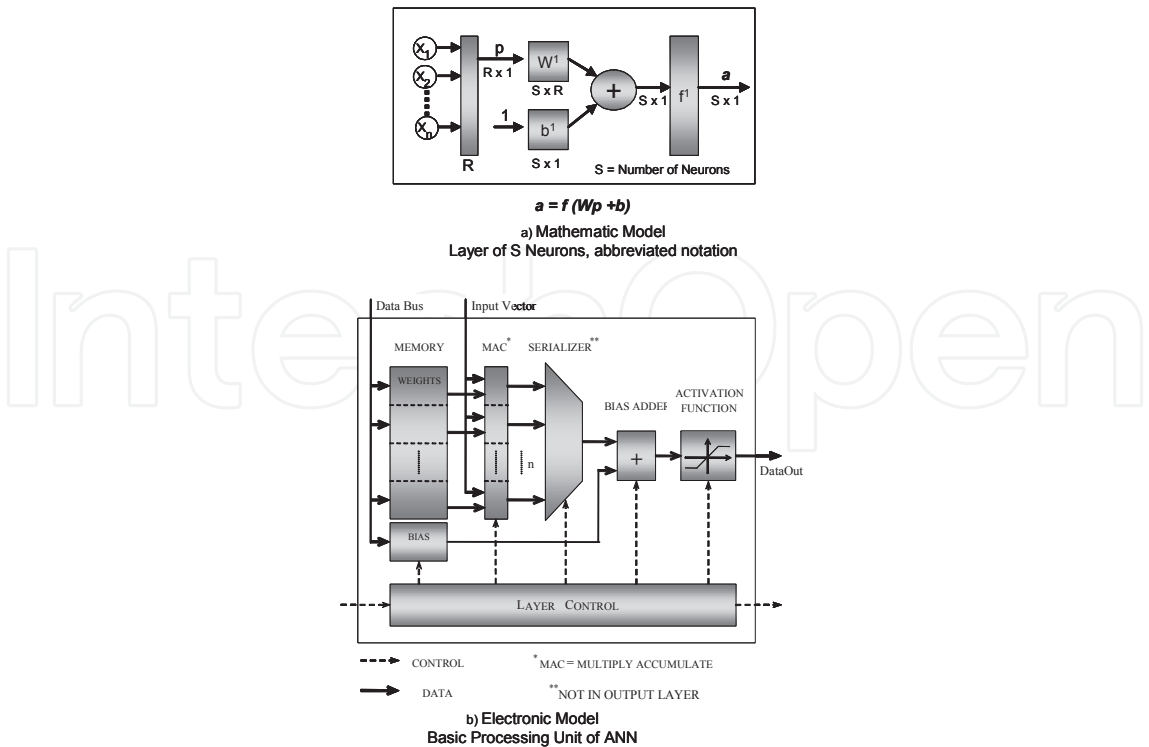 X1
X2
Xn
R
p
R x 1
W1
S x R
1
b1
S x 1
+
S x 1
f1
a
S x 1
S = Number of Neurons
a = f (Wp +b)
a) Mathematic Model
Layer of S Neurons, abbreviated notation
IntechOpen
Data Bus
Input Vector
MEMORY
MAC*
SERIALIZER**
WEIGHTS
BIAS ADDER
ACTIVATION
FUNCTION
n
+
DataOut
BIAS
LAYER CONTROL
CONTROL
*MAC = MULTIPLY ACCUMULATE
DATA
**NOT IN OUTPUT LAYER
b) Electronic Model
Basic Processing Unit of ANN